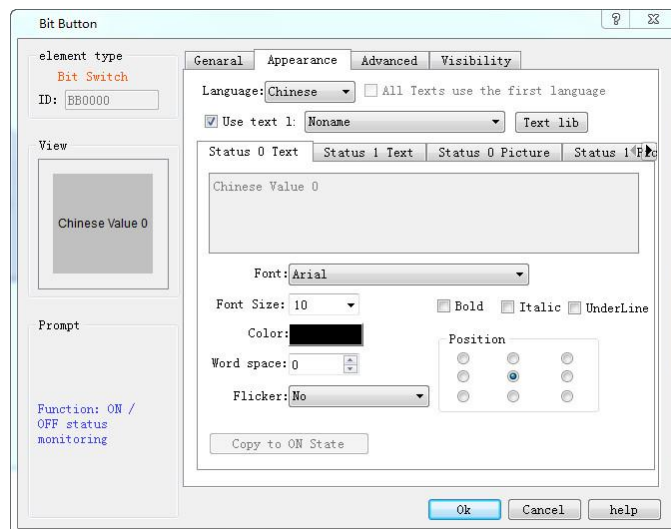 Bit Button
element type
Bit Switch
ID: BB0000
View
Chinese Value 0
Prompt
Function: ON /
OFF status
monitoring
General Appearance Advanced Visibility
Language: Chinese All Texts use the first language
Use text l: Noname Text lib
Status 0 Text Status 1 Text Status 0 Picture Status 1 Pic
Chinese Value 0
Font: Arial
Font Size: 10 Bold Italic UnderLine
Color: Position
Word space: 0
Flicker: No
Copy to ON State
Ok Cancel help